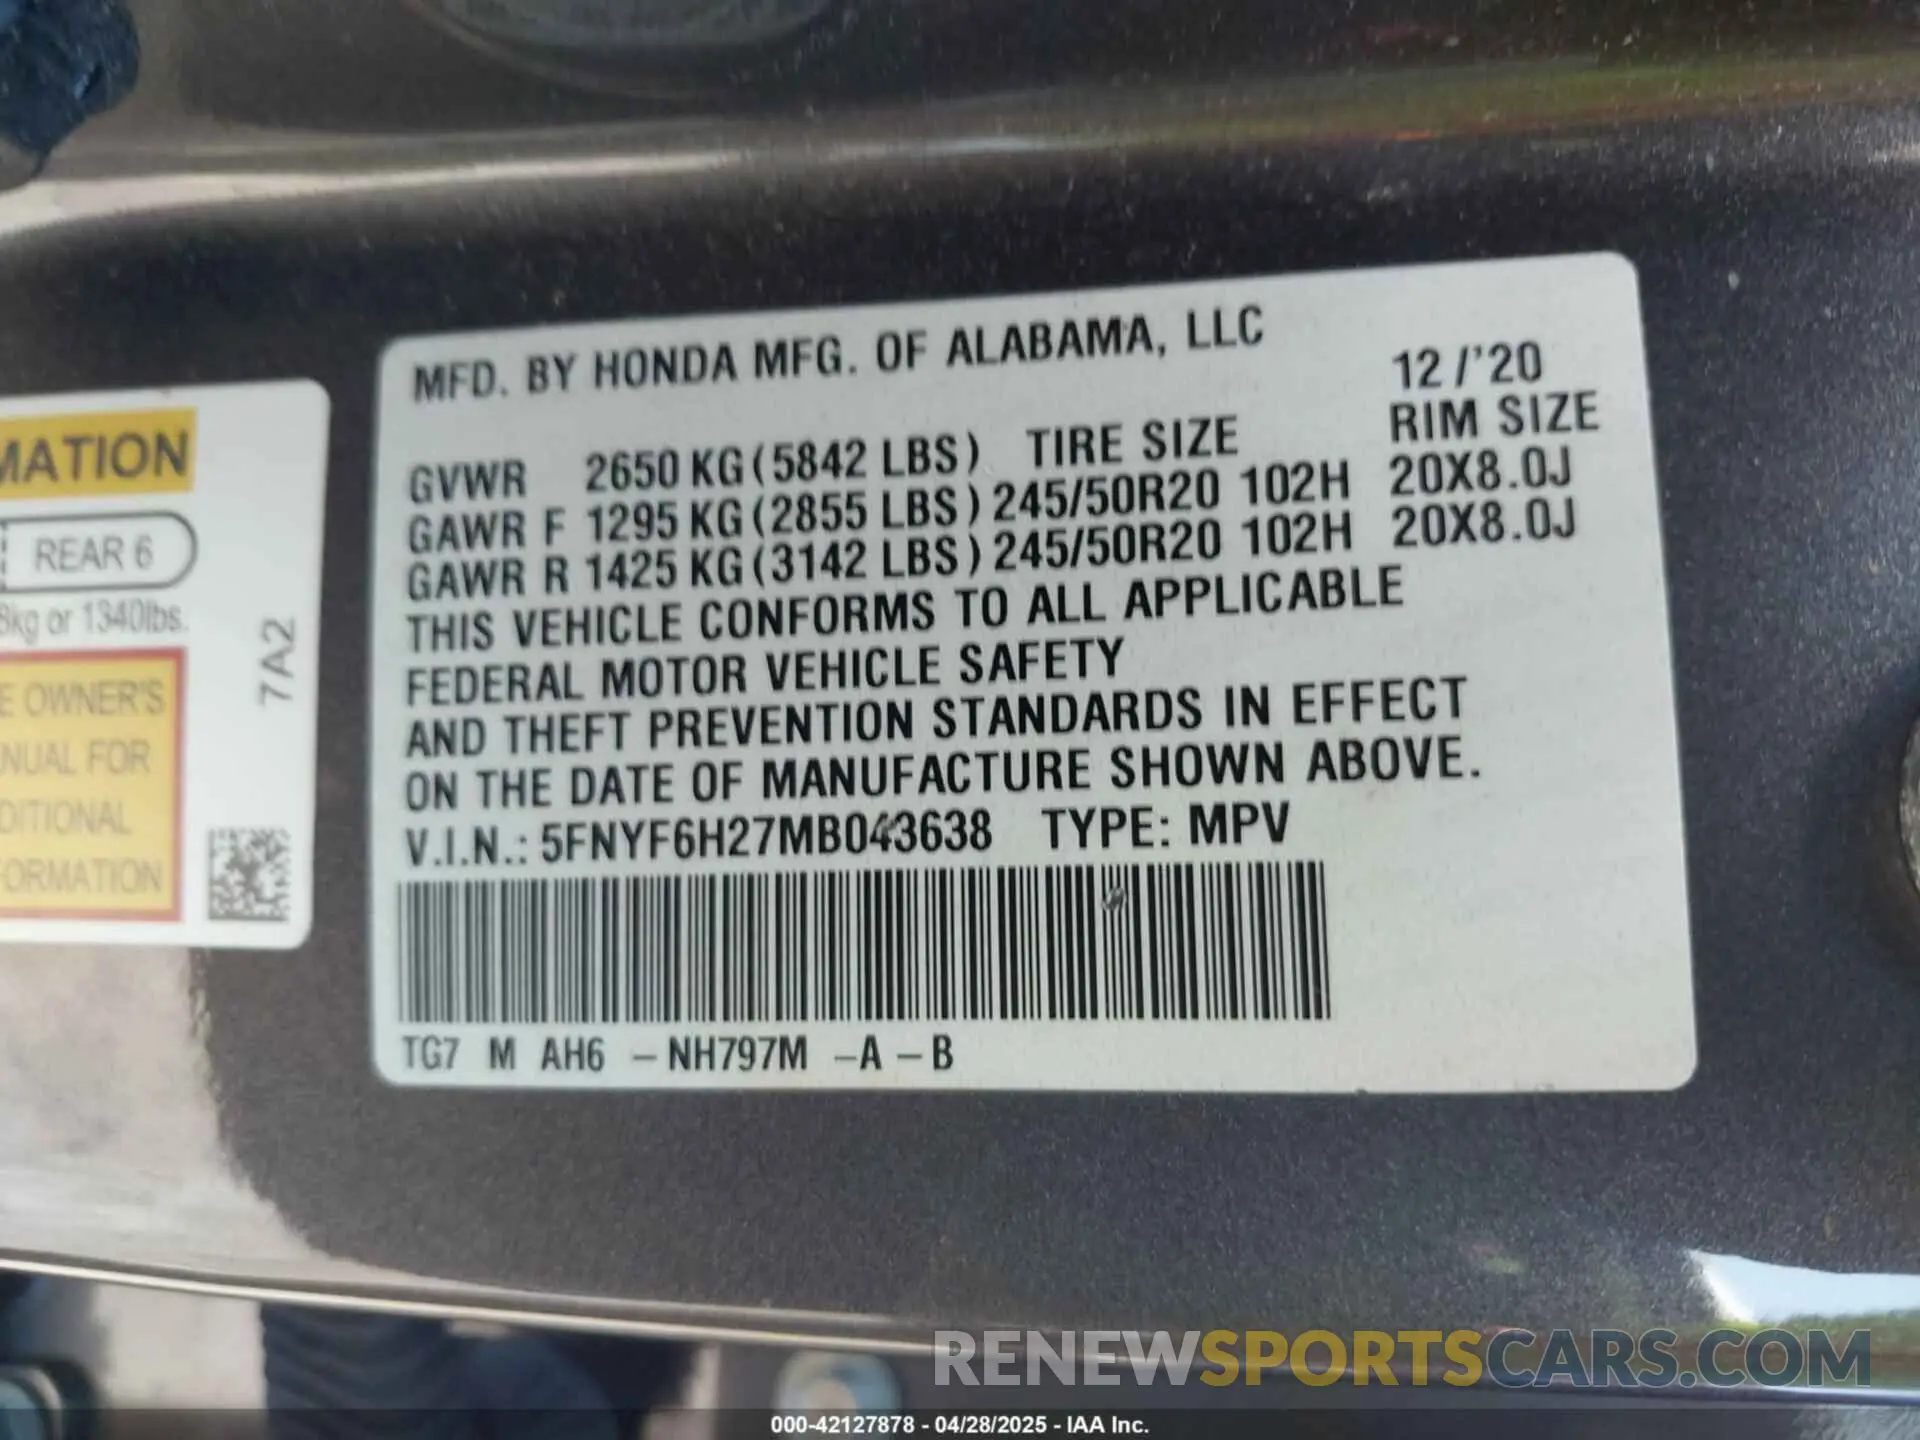 MFD. BY HONDA MFG. OF ALABAMA, LLC
12/'20
GVWR 2650 KG (5842 LBS) TIRE SIZE RIM SIZE
GAWR F 1295 KG (2855 LBS) 245/50R20 102H 20X8.0J
GAWR R 1425 KG (3142 LBS) 245/50R20 102H 20X8.0J
THIS VEHICLE CONFORMS TO ALL APPLICABLE
FEDERAL MOTOR VEHICLE SAFETY
AND THEFT PREVENTION STANDARDS IN EFFECT
ON THE DATE OF MANUFACTURE SHOWN ABOVE.
V.I.N.: 5FNYF6H27MB043638 TYPE: MPV
TG7 M AH6 – NH797M – A – B
MATION
REAR 6
8kg or 1340lbs.
E OWNER'S
NUAL FOR
DITIONAL
FORMATION
7A2
RENEWSPORTSCARS.COM
000-42127878 - 04/28/2025 - IAA Inc.